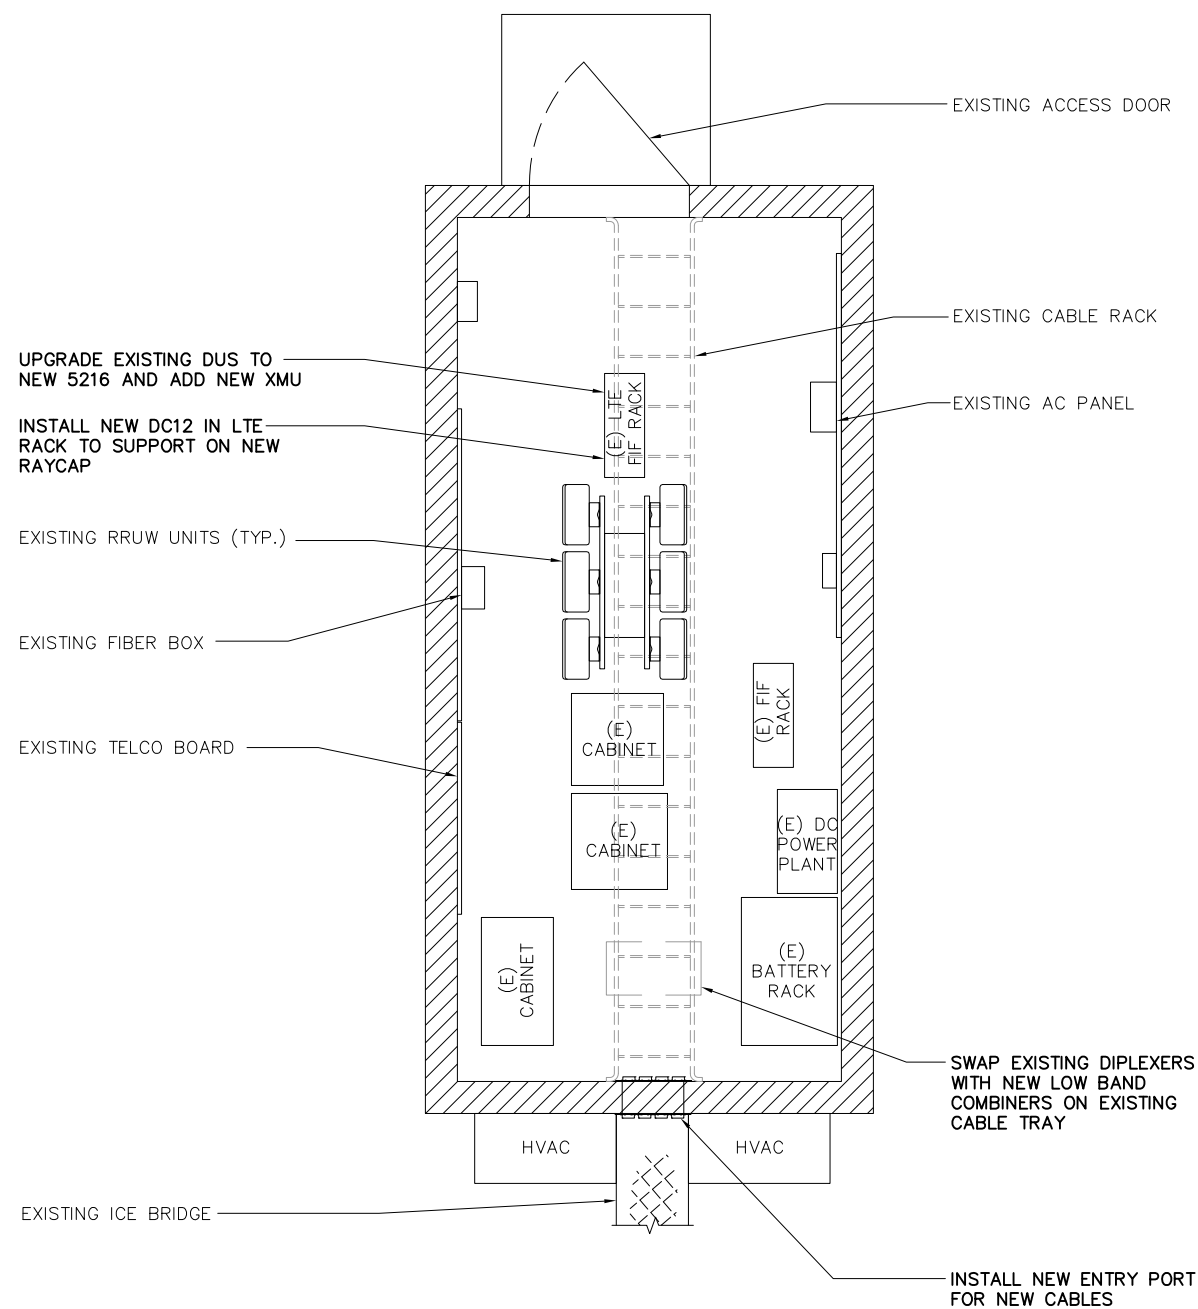 EXISTING ACCESS DOOR
EXISTING CABLE RACK
UPGRADE EXISTING DUS TO
NEW 5216 AND ADD NEW XMU
EXISTING AC PANEL
(E) LTE
FIF RACK
INSTALL NEW DC12 IN LTE
RACK TO SUPPORT ON NEW
RAYCAP
EXISTING RRUW UNITS (TYP.)
EXISTING FIBER BOX
(E) FIF
RACK
EXISTING TELCO BOARD
(E)
CABINET
(E)
CABINET
(E) DC
POWER
PLANT
(E)
CABINET
(E)
BATTERY
RACK
SWAP EXISTING DIPLEXERS
WITH NEW LOW BAND
COMBINERS ON EXISTING
CABLE TRAY
HVAC
HVAC
EXISTING ICE BRIDGE
INSTALL NEW ENTRY PORT
FOR NEW CABLES